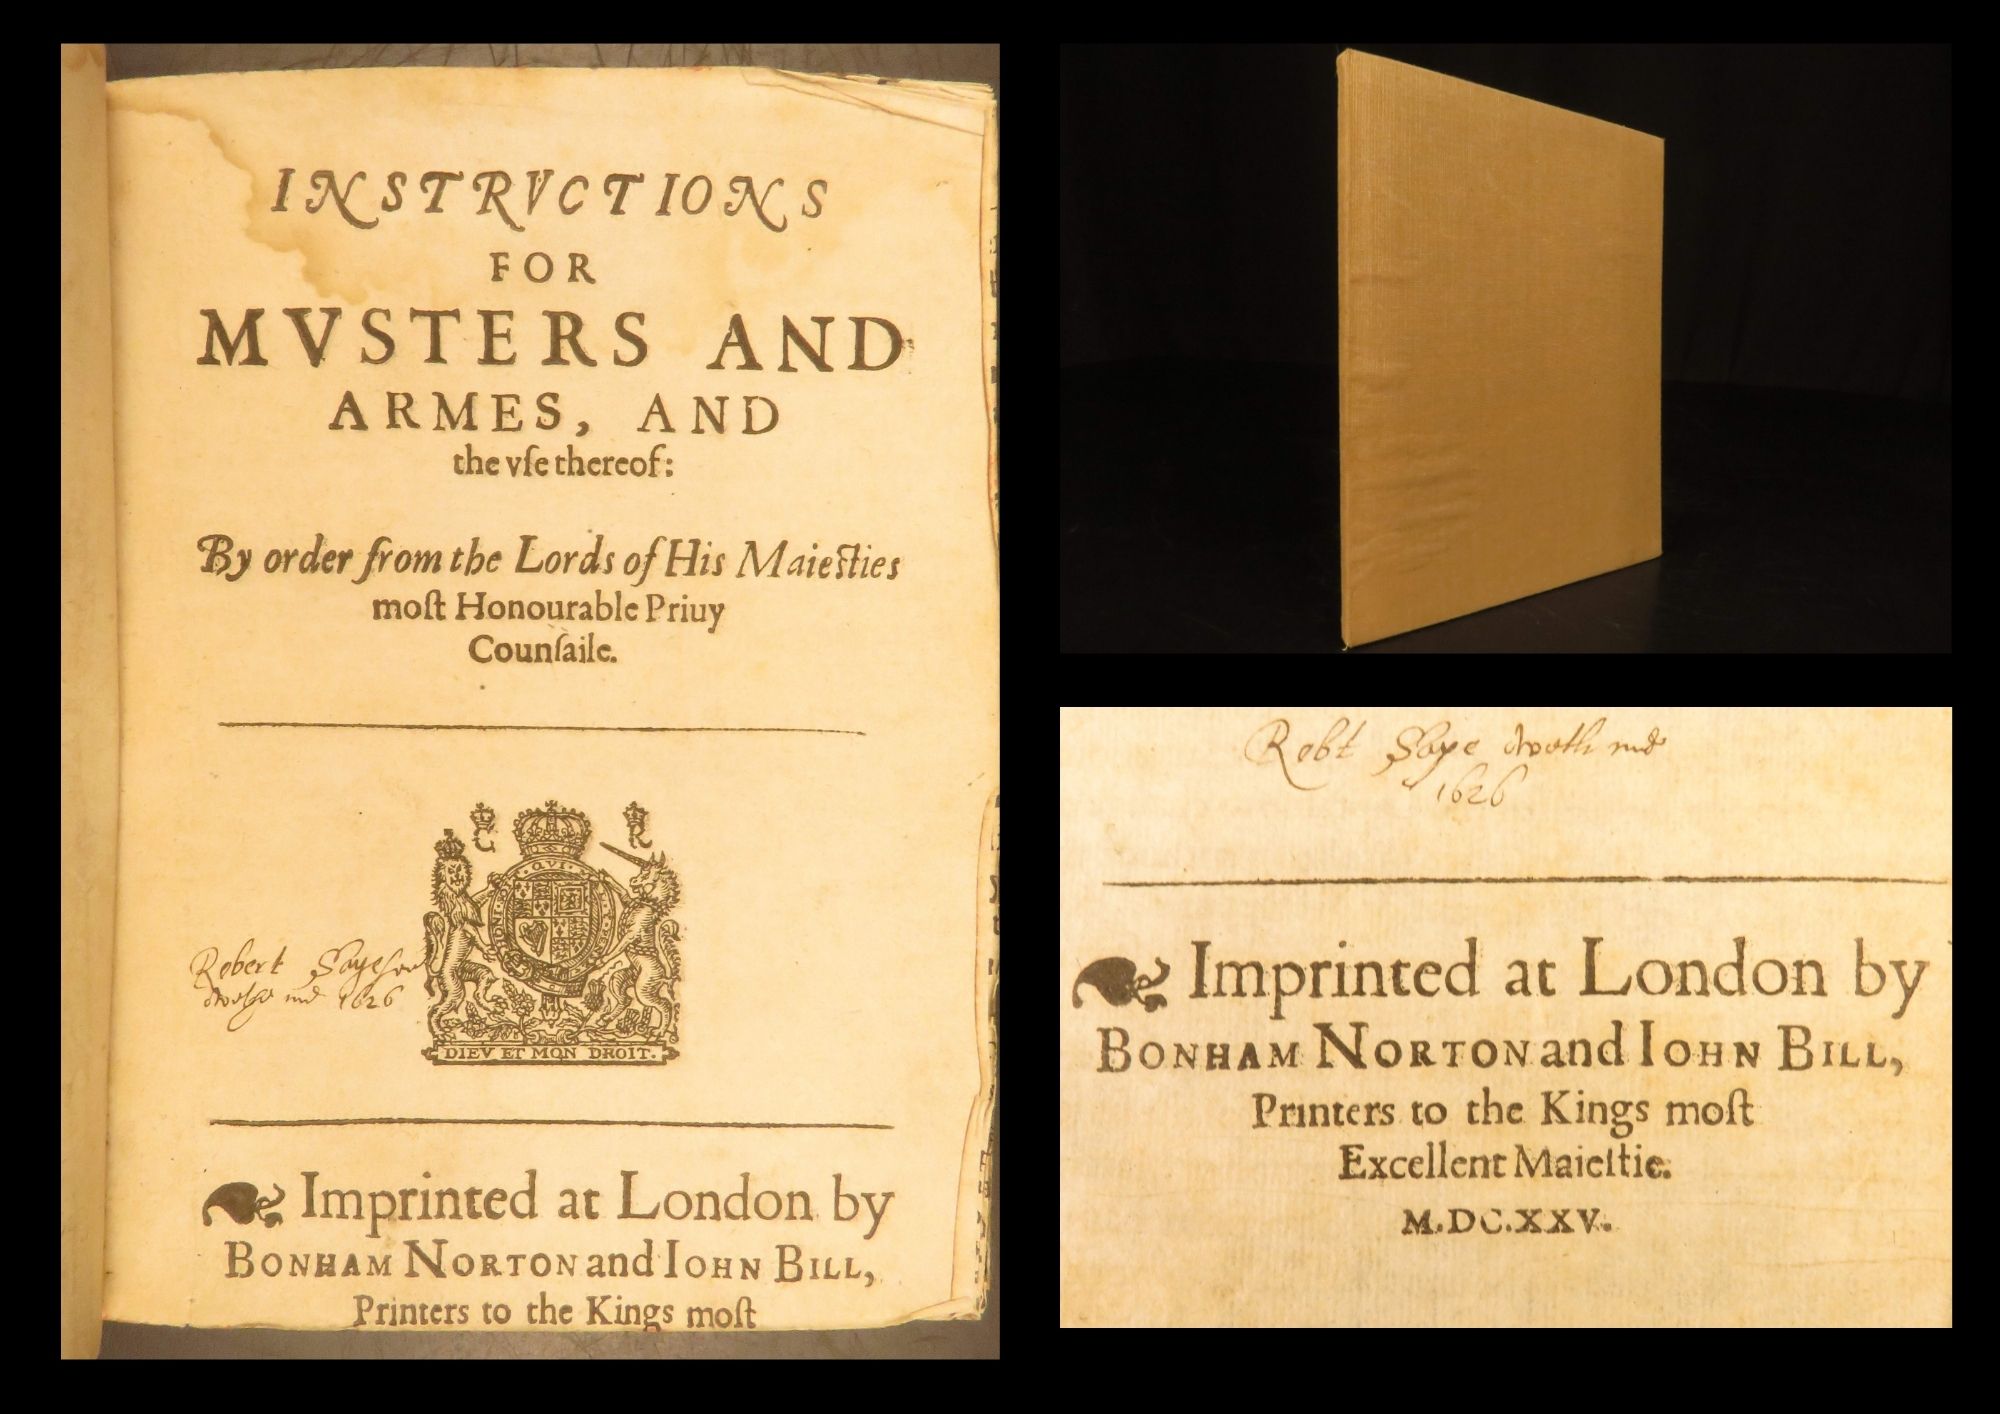 INSTRVCTIONS
FOR
MVSTERS AND
ARMES, AND
the vſe thereof:
By order from the Lords of His Maieſties
moſt Honourable Priuy
Counſaile.
C R
QVI
DIEV ET MON DROIT.
Robert
1626
Imprinted at London by
BONHAM NORTON and IOHN BILL,
Printers to the Kings moſt
Robt
1626
Imprinted at London by
BONHAM NORTON and IOHN BILL,
Printers to the Kings moſt
Excellent Maieſtie.
M.DC.XXV.